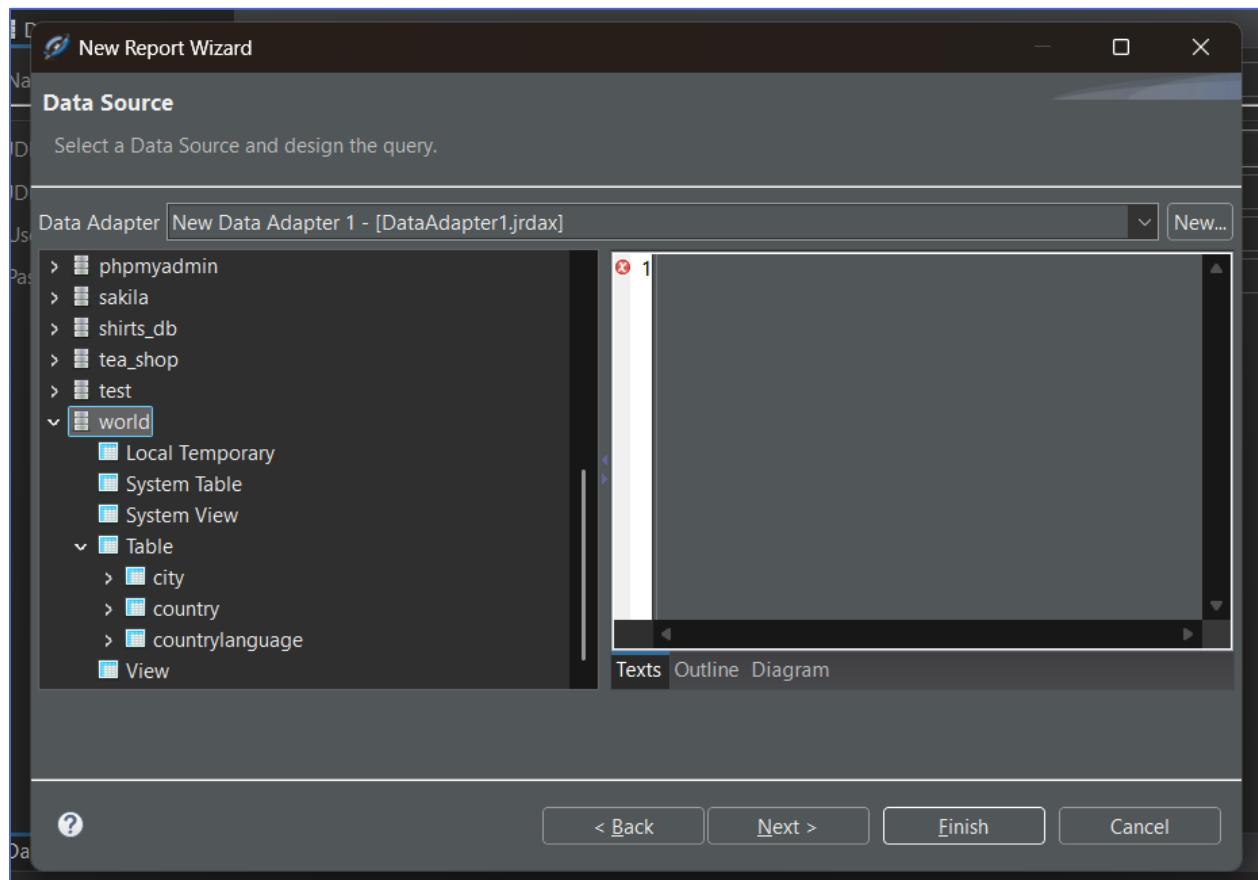 New Report Wizard
Data Source
Select a Data Source and design the query.
Data Adapter New Data Adapter 1 - [DataAdapter1.jrdax] New...
phpmyadmin
sakila
shirts_db
tea_shop
test
world
Local Temporary
System Table
System View
Table
city
country
countrylanguage
View
1
Texts Outline Diagram
< Back Next > Finish Cancel